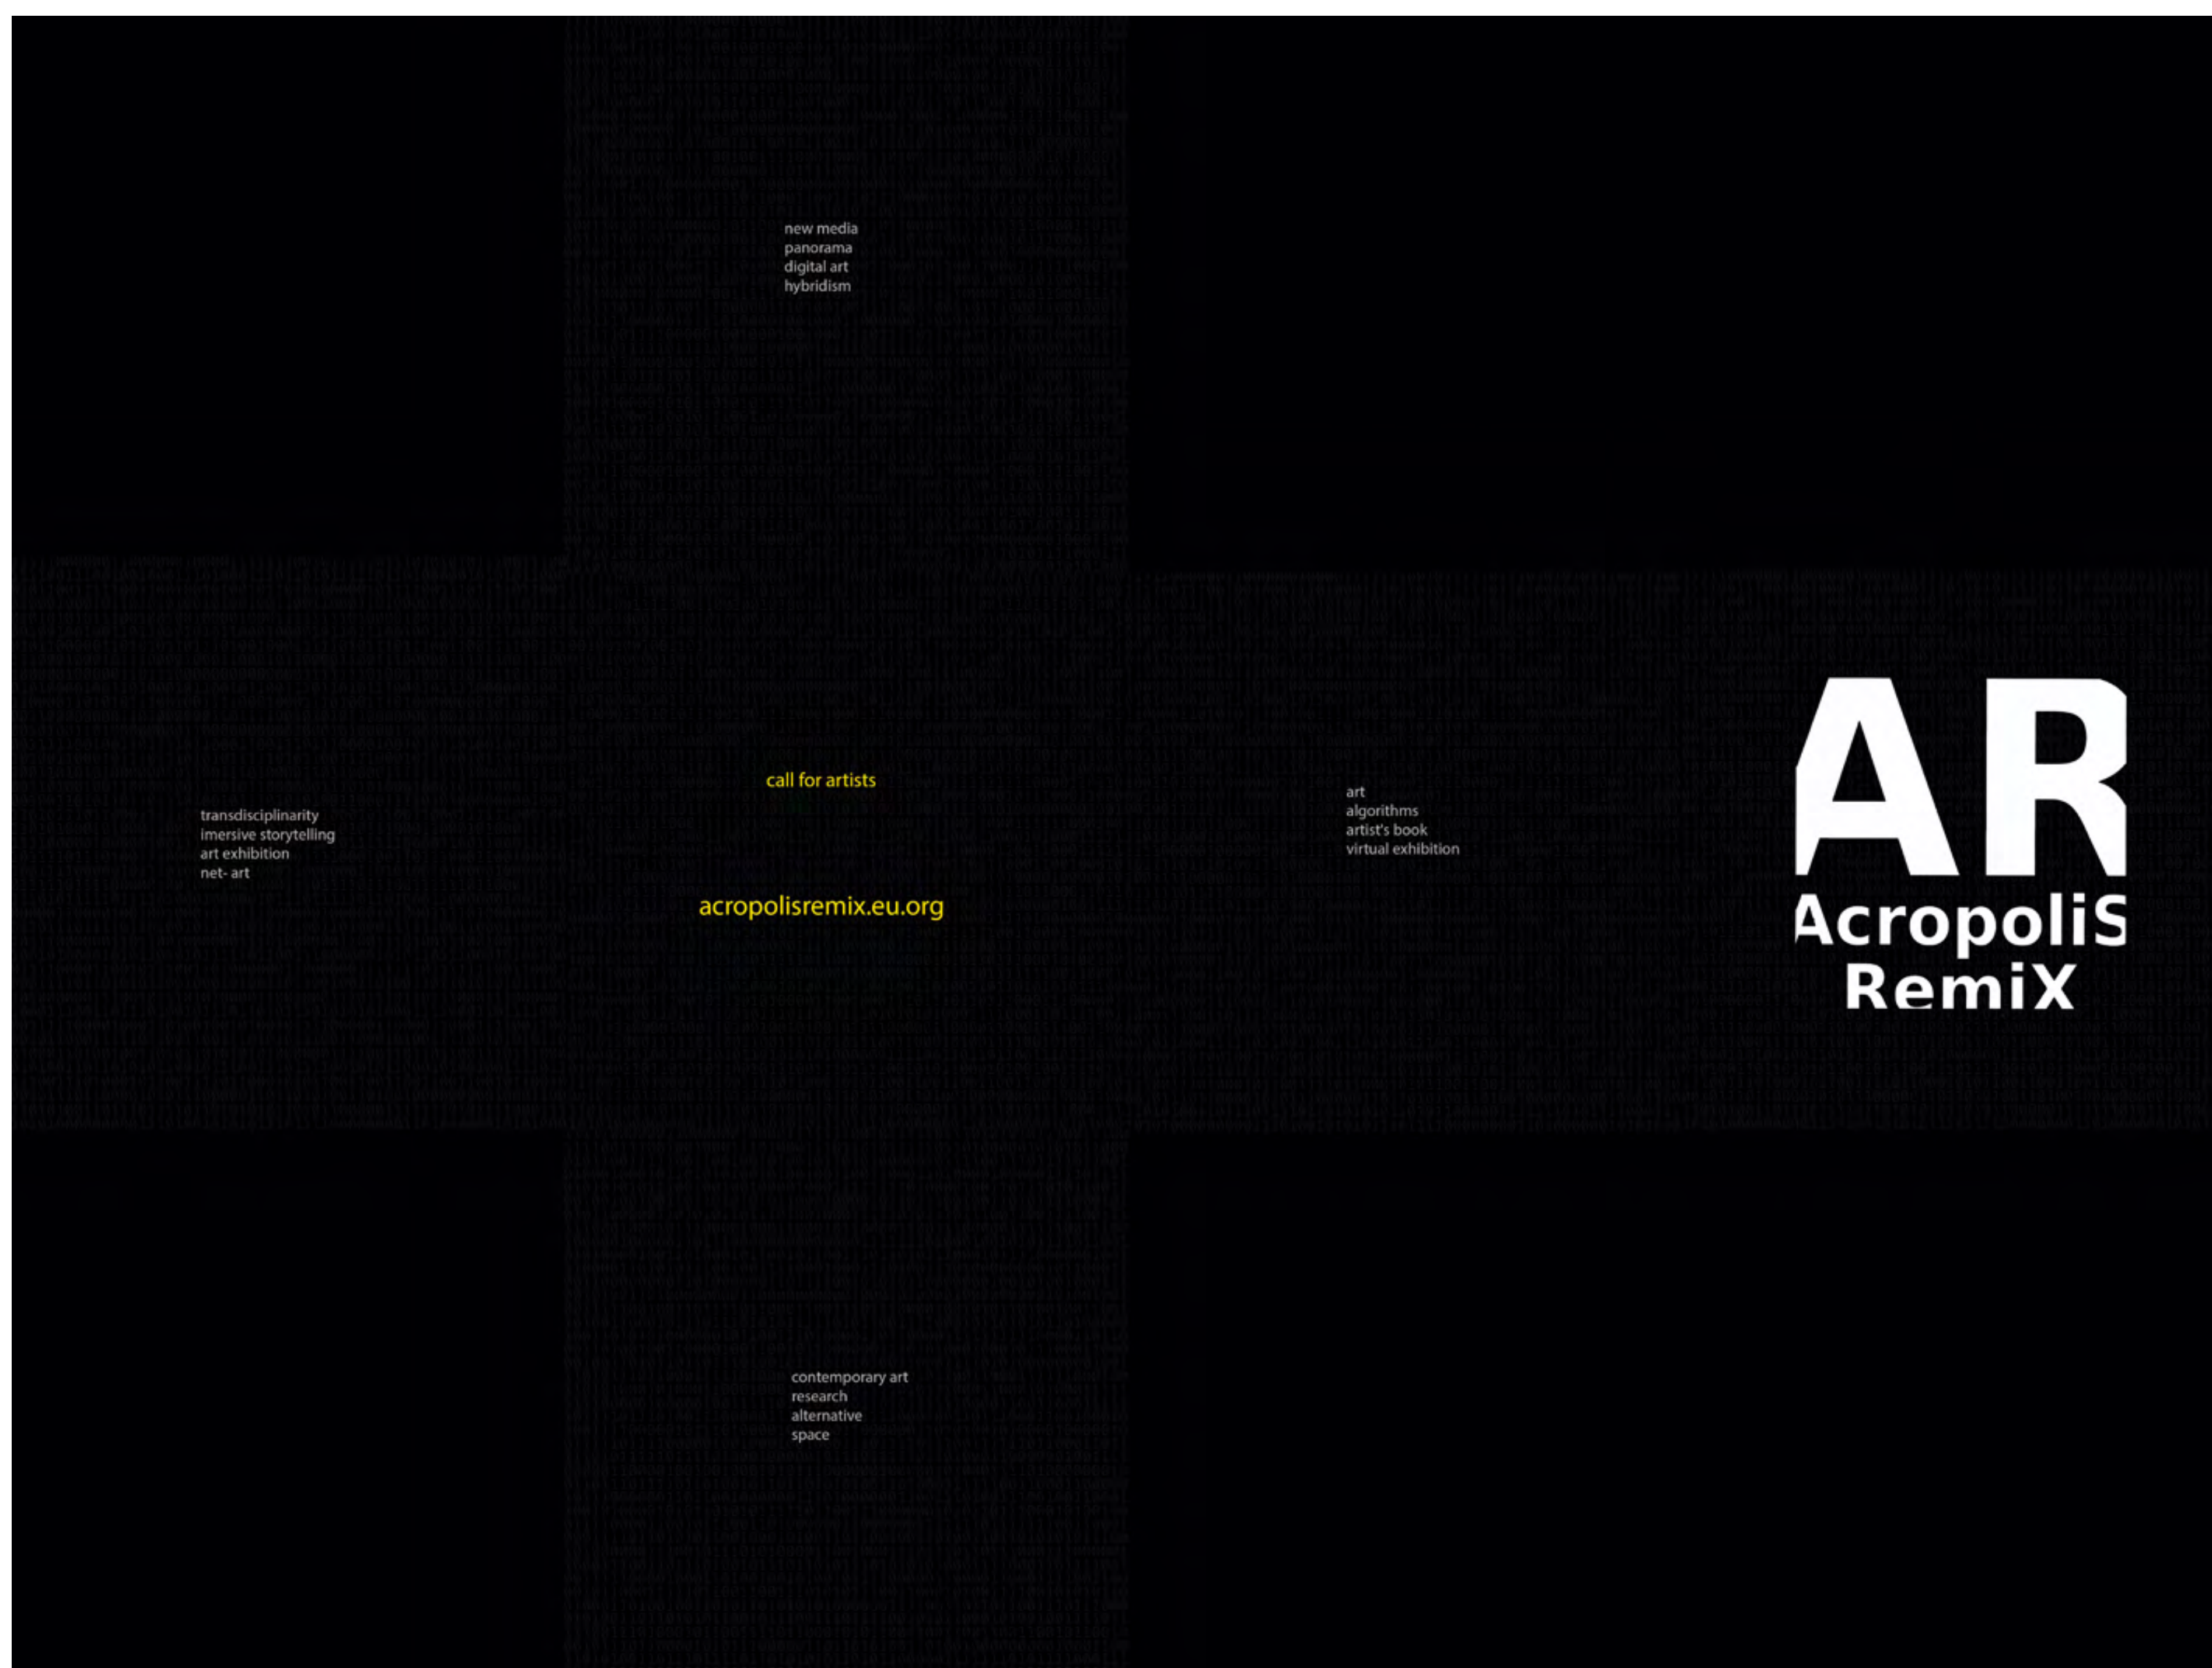 new media
panorama
digital art
hybridism
transdisciplinarity
imersive storytelling
art exhibition
net- art
call for artists
acropolisremix.eu.org
art
algorithms
artist's book
virtual exhibition
AR
AcropoliS
RemiX
contemporary art
research
alternative
space